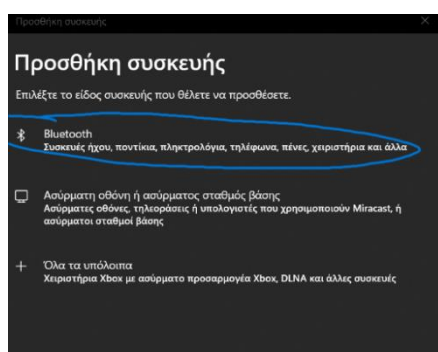 Προσθήκη συσκευής
Προσθήκη συσκευής
Επιλέξτε το είδος συσκευής που θέλετε να προσθέσετε.
Bluetooth
Συσκευές ήχου, ποντίκια, πληκτρολόγια, τηλέφωνα, πένες, χειριστήρια και άλλα
Ασύρματη οθόνη ή ασύρματος σταθμός βάσης
Ασύρματες οθόνες, τηλεοράσεις ή υπολογιστές που χρησιμοποιούν Miracast, ή
ασύρματοι σταθμοί βάσης
Όλα τα υπόλοιπα
Χειριστήρια Xbox με ασύρματο προσαρμογέα Xbox, DLNA και άλλες συσκευές